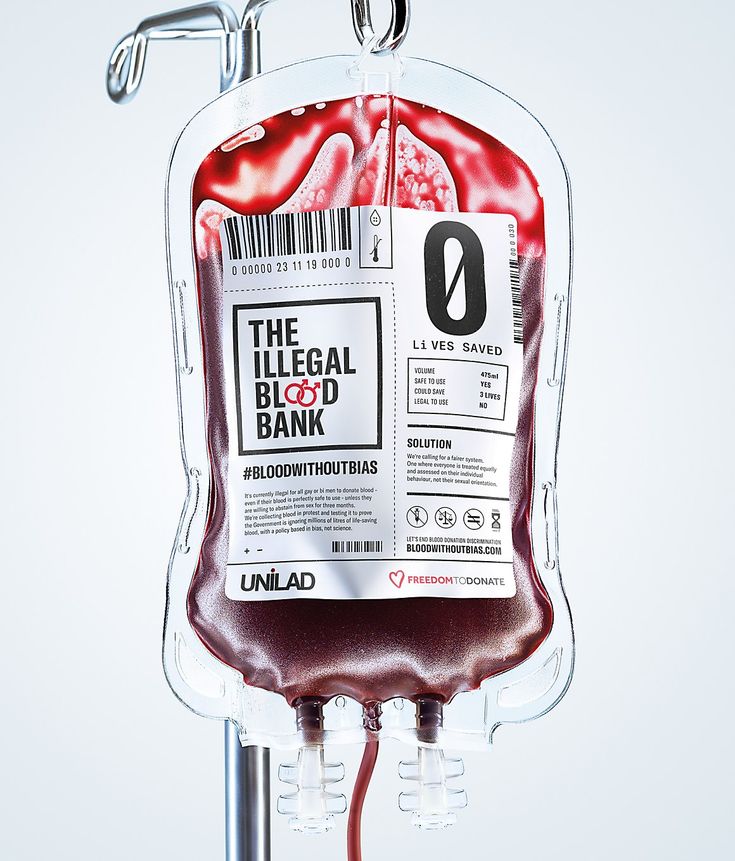 0 00000 23 11 19 000 0
THE
ILLEGAL
BLOOD
BANK
#BLOODWITHOUTBIAS
It's currently illegal for all gay or bi men to donate blood -
even if their blood is perfectly safe to use - unless they
are willing to abstain from sex for three months.
We're collecting blood in protest and testing it to prove
the Government is ignoring millions of litres of life-saving
blood, with a policy based in bias, not science.
+ −
0
LiVES SAVED
VOLUME 475ml
SAFE TO USE YES
COULD SAVE 3 LIVES
LEGAL TO USE NO
SOLUTION
We're calling for a fairer system.
One where everyone is treated equally
and assessed on their individual
behaviour, not their sexual orientation.
LET'S END BLOOD DONATION DISCRIMINATION
BLOODWITHOUTBIAS.COM
UNILAD
FREEDOMTODONATE